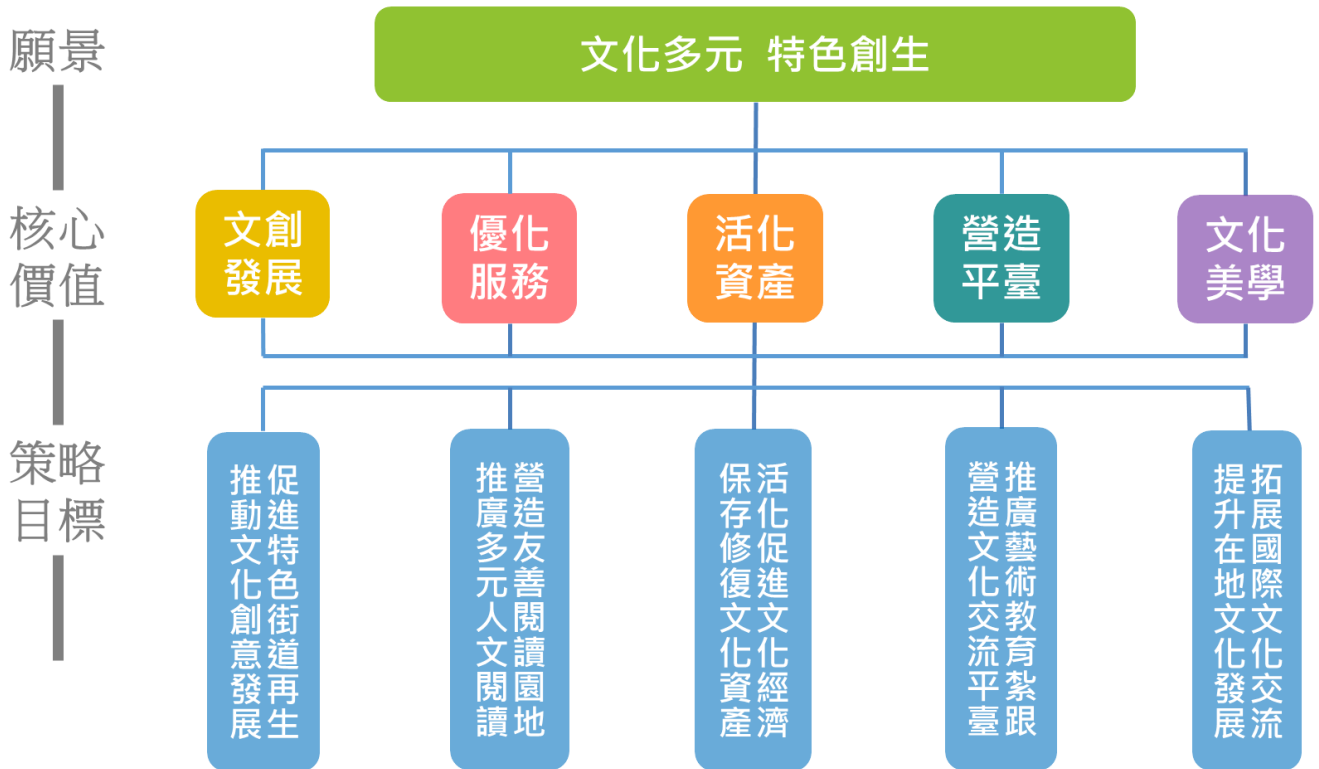 願景
文化多元 特色創生
核心
價值
文創
發展
優化
服務
活化
資產
營造
平臺
文化
美學
策略
目標
促進特色街道再生
推動文化創意發展
營造友善閱讀園地
推廣多元人文閱讀
活化促進文化經濟
保存修復文化資產
推廣藝術教育紮跟
營造文化交流平臺
拓展國際文化交流
提升在地文化發展